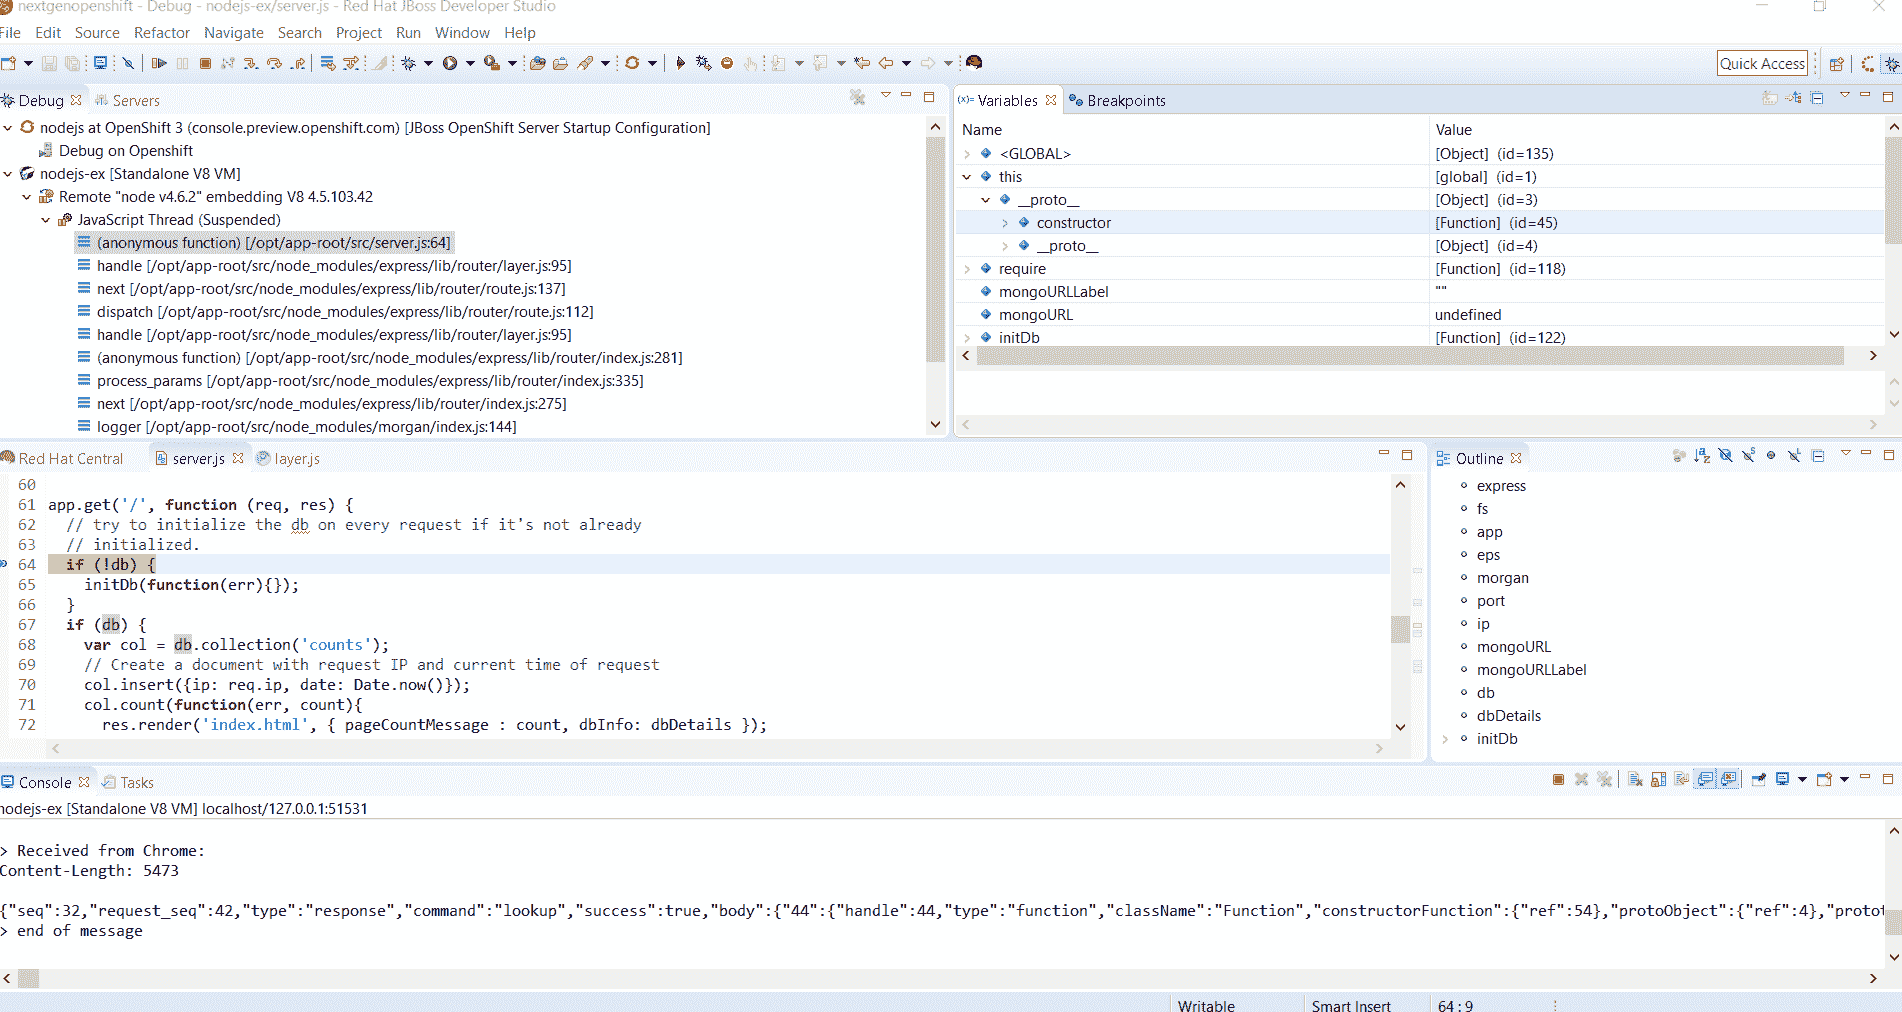 nextgenopenshift - Debug - nodejs-ex/server.js - Red Hat JBoss Developer Studio
File Edit Source Refactor Navigate Search Project Run Window Help
Quick Access
Debug Servers
nodejs at OpenShift 3 (console.preview.openshift.com) [JBoss OpenShift Server Startup Configuration]
Debug on Openshift
nodejs-ex [Standalone V8 VM]
Remote "node v4.6.2" embedding V8 4.5.103.42
JavaScript Thread (Suspended)
(anonymous function) [/opt/app-root/src/server.js:64]
handle [/opt/app-root/src/node_modules/express/lib/router/layer.js:95]
next [/opt/app-root/src/node_modules/express/lib/router/route.js:137]
dispatch [/opt/app-root/src/node_modules/express/lib/router/route.js:112]
handle [/opt/app-root/src/node_modules/express/lib/router/layer.js:95]
(anonymous function) [/opt/app-root/src/node_modules/express/lib/router/index.js:281]
process_params [/opt/app-root/src/node_modules/express/lib/router/index.js:335]
next [/opt/app-root/src/node_modules/express/lib/router/index.js:275]
logger [/opt/app-root/src/node_modules/morgan/index.js:144]
(x)= Variables Breakpoints
Name Value
<GLOBAL> [Object] (id=135)
this [global] (id=1)
__proto__ [Object] (id=3)
constructor [Function] (id=45)
__proto__ [Object] (id=4)
require [Function] (id=118)
mongoURLLabel ""
mongoURL undefined
initDb [Function] (id=122)
Red Hat Central server.js layer.js
60
61 app.get('/', function (req, res) {
62 // try to initialize the db on every request if it's not already
63 // initialized.
64 if (!db) {
65 initDb(function(err){});
66 }
67 if (db) {
68 var col = db.collection('counts');
69 // Create a document with request IP and current time of request
70 col.insert({ip: req.ip, date: Date.now()});
71 col.count(function(err, count){
72 res.render('index.html', { pageCountMessage : count, dbInfo: dbDetails });
Outline
express
fs
app
eps
morgan
port
ip
mongoURL
mongoURLLabel
db
dbDetails
initDb
Console Tasks
nodejs-ex [Standalone V8 VM] localhost/127.0.0.1:51531
> Received from Chrome:
Content-Length: 5473
{"seq":32,"request_seq":42,"type":"response","command":"lookup","success":true,"body":{"44":{"handle":44,"type":"function","className":"Function","constructorFunction":{"ref":54},"protoObject":{"ref":4},"protot
> end of message
Writable Smart Insert 64 : 9